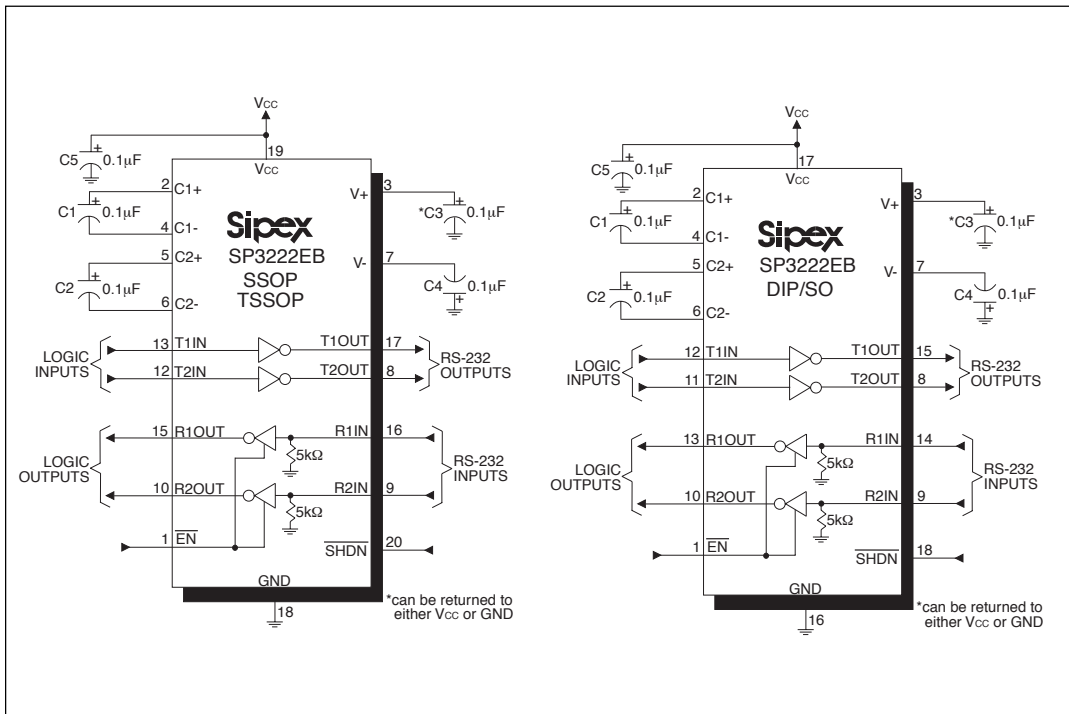 VCC
19
VCC
C5 + 0.1µF
2 C1+
C1 + 0.1µF
4 C1-
5 C2+
C2 + 0.1µF
6 C2-
V+ 3
*C3 + 0.1µF
V- 7
C4 + 0.1µF
Sipex
SP3222EB
SSOP
TSSOP
LOGIC
INPUTS
13 T1IN T1OUT 17
12 T2IN T2OUT 8
RS-232
OUTPUTS
LOGIC
OUTPUTS
15 R1OUT R1IN 16
5kΩ
10 R2OUT R2IN 9
5kΩ
RS-232
INPUTS
1 EN
SHDN 20
GND
18
*can be returned to
either VCC or GND
VCC
17
VCC
C5 + 0.1µF
2 C1+
C1 + 0.1µF
4 C1-
5 C2+
C2 + 0.1µF
6 C2-
V+ 3
*C3 + 0.1µF
V- 7
C4 + 0.1µF
Sipex
SP3222EB
DIP/SO
LOGIC
INPUTS
12 T1IN T1OUT 15
11 T2IN T2OUT 8
RS-232
OUTPUTS
LOGIC
OUTPUTS
13 R1OUT R1IN 14
5kΩ
10 R2OUT R2IN 9
5kΩ
RS-232
INPUTS
1 EN
SHDN 18
GND
16
*can be returned to
either VCC or GND